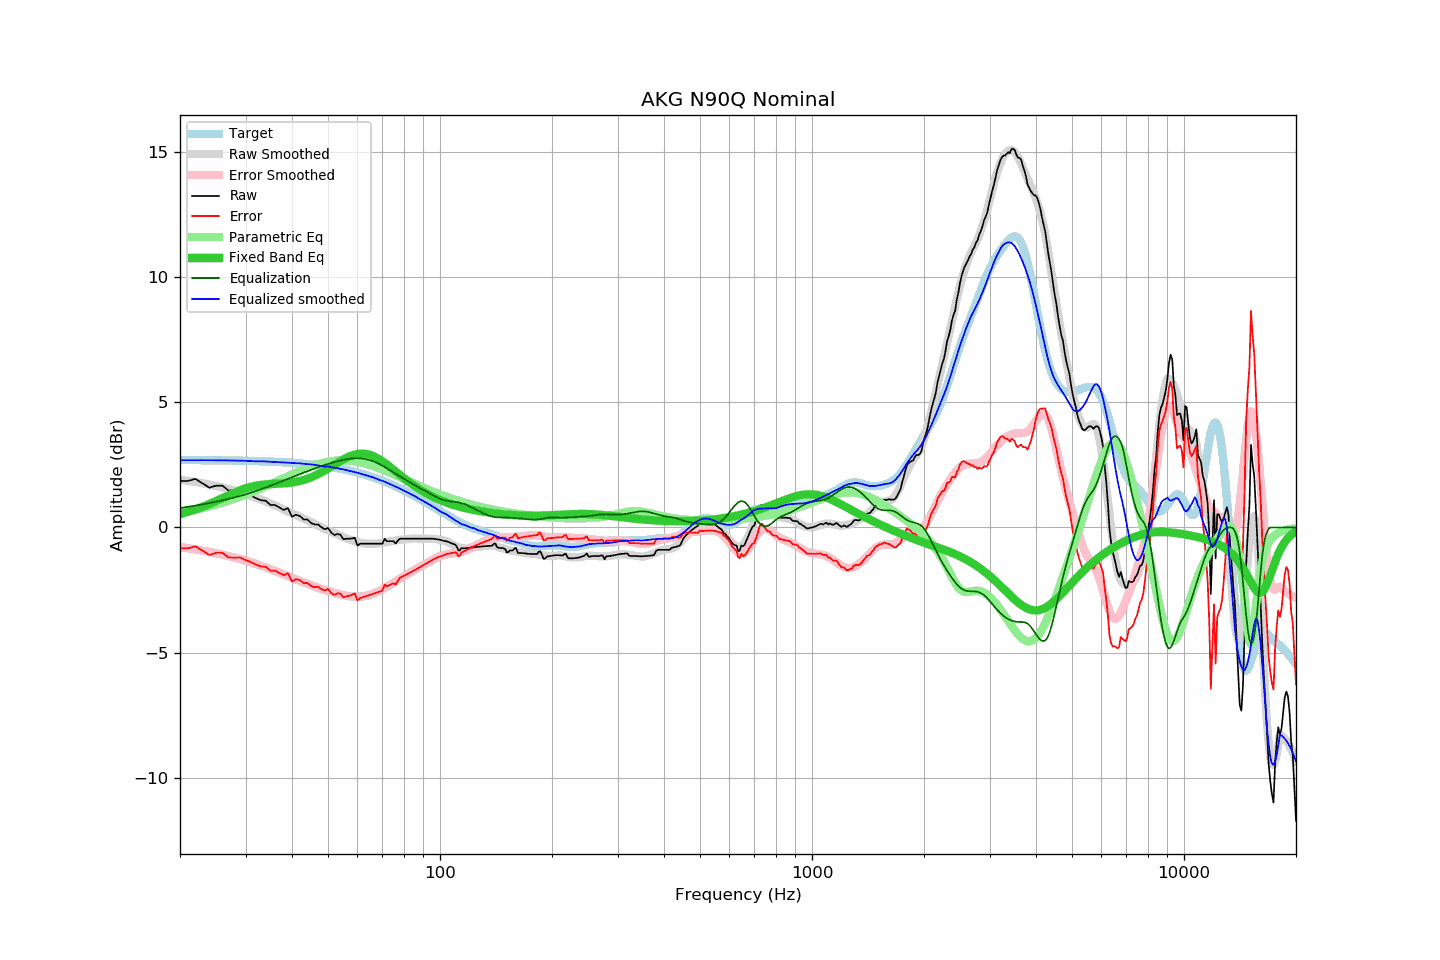 AKG N90Q Nominal
Target
Raw Smoothed
Error Smoothed
Raw
Error
Parametric Eq
Fixed Band Eq
Equalization
Equalized smoothed
15
10
5
0
−5
−10
Amplitude (dBr)
100
1000
10000
Frequency (Hz)